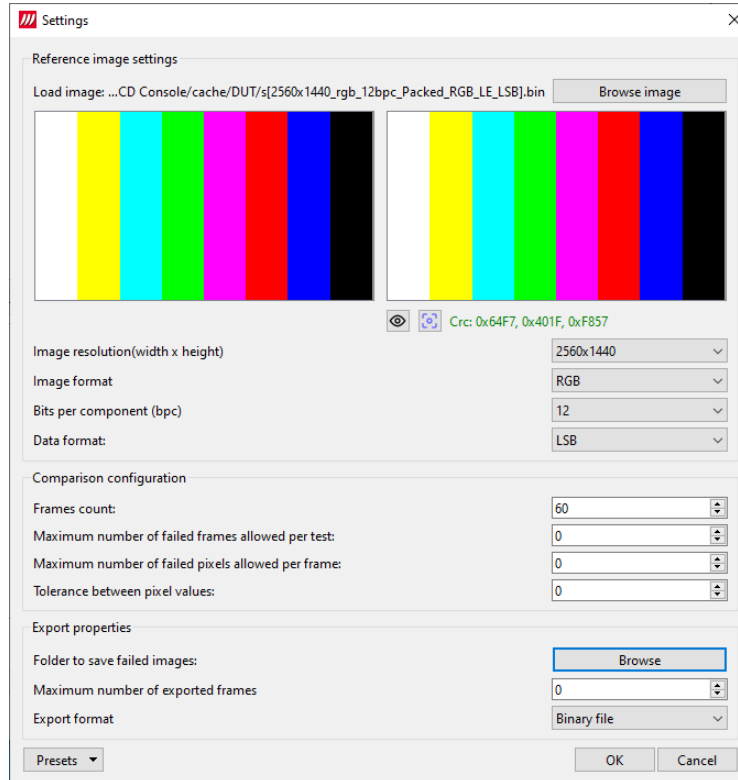 Settings
Reference image settings
Load image: ...CD Console/cache/DUT/s[2560x1440_rgb_12bpc_Packed_RGB_LE_LSB].bin Browse image
Crc: 0x64F7, 0x401F, 0xF857
Image resolution(width x height) 2560x1440
Image format RGB
Bits per component (bpc) 12
Data format: LSB
Comparison configuration
Frames count: 60
Maximum number of failed frames allowed per test: 0
Maximum number of failed pixels allowed per frame: 0
Tolerance between pixel values: 0
Export properties
Folder to save failed images: Browse
Maximum number of exported frames 0
Export format Binary file
Presets OK Cancel